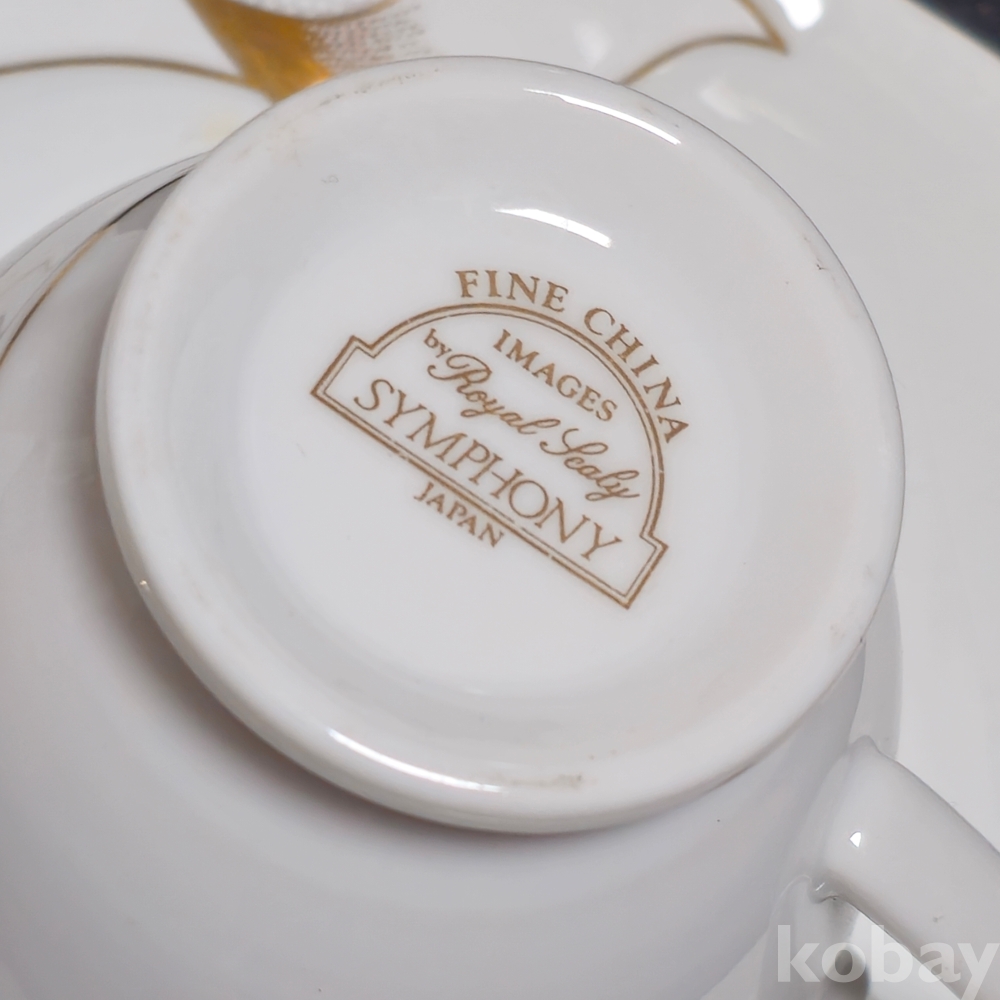 FINE CHINA
IMAGES
by Royal Sealy
SYMPHONY
JAPAN
kobay